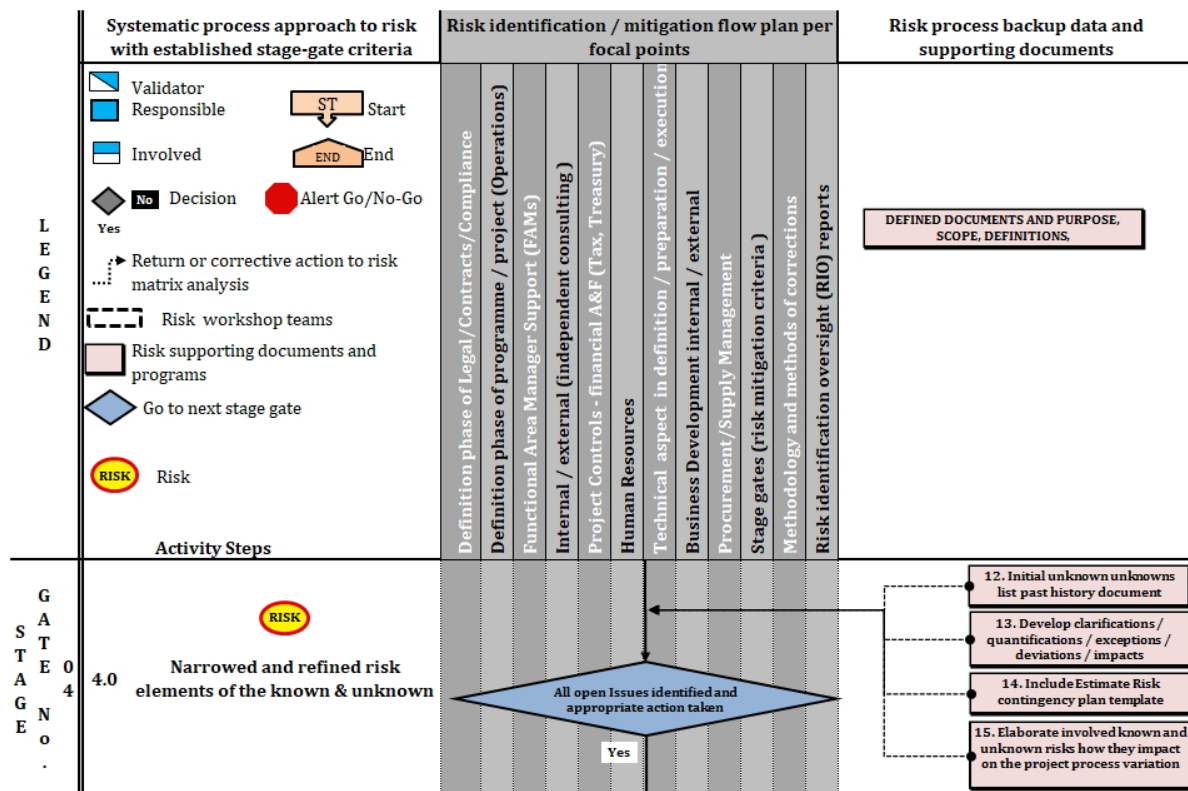 Systematic process approach to risk
with established stage-gate criteria
Risk identification / mitigation flow plan per
focal points
Risk process backup data and
supporting documents
L
E
G
E
E
N
D
Validator
Responsible
Involved
ST
Start
END
End
No
Decision
Yes
Alert Go/No-Go
Return or corrective action to risk
matrix analysis
Risk workshop teams
Risk supporting documents and
programs
Go to next stage gate
RISK
Risk
Activity Steps
Definition phase of Legal/Contracts/Compliance
Definition phase of programme / project (Operations)
Functional Area Manager Support (FAMs)
Internal / external (independent consulting )
Project Controls - financial A&F (Tax, Treasury)
Human Resources
Technical aspect in definition / preparation / execution
Business Development internal / external
Procurement/Supply Management
Stage gates (risk mitigation criteria )
Methodology and methods of corrections
Risk identification oversight (RIO) reports
DEFINED DOCUMENTS AND PURPOSE,
SCOPE, DEFINITIONS,
STAGE
GATE No.
04
4.0
RISK
Narrowed and refined risk
elements of the known & unknown
All open Issues identified and
appropriate action taken
Yes
12. Initial unknown unknowns
list past history document
13. Develop clarifications /
quantifications / exceptions /
deviations / impacts
14. Include Estimate Risk
contingency plan template
15. Elaborate involved known and
unknown risks how they impact
on the project process variation